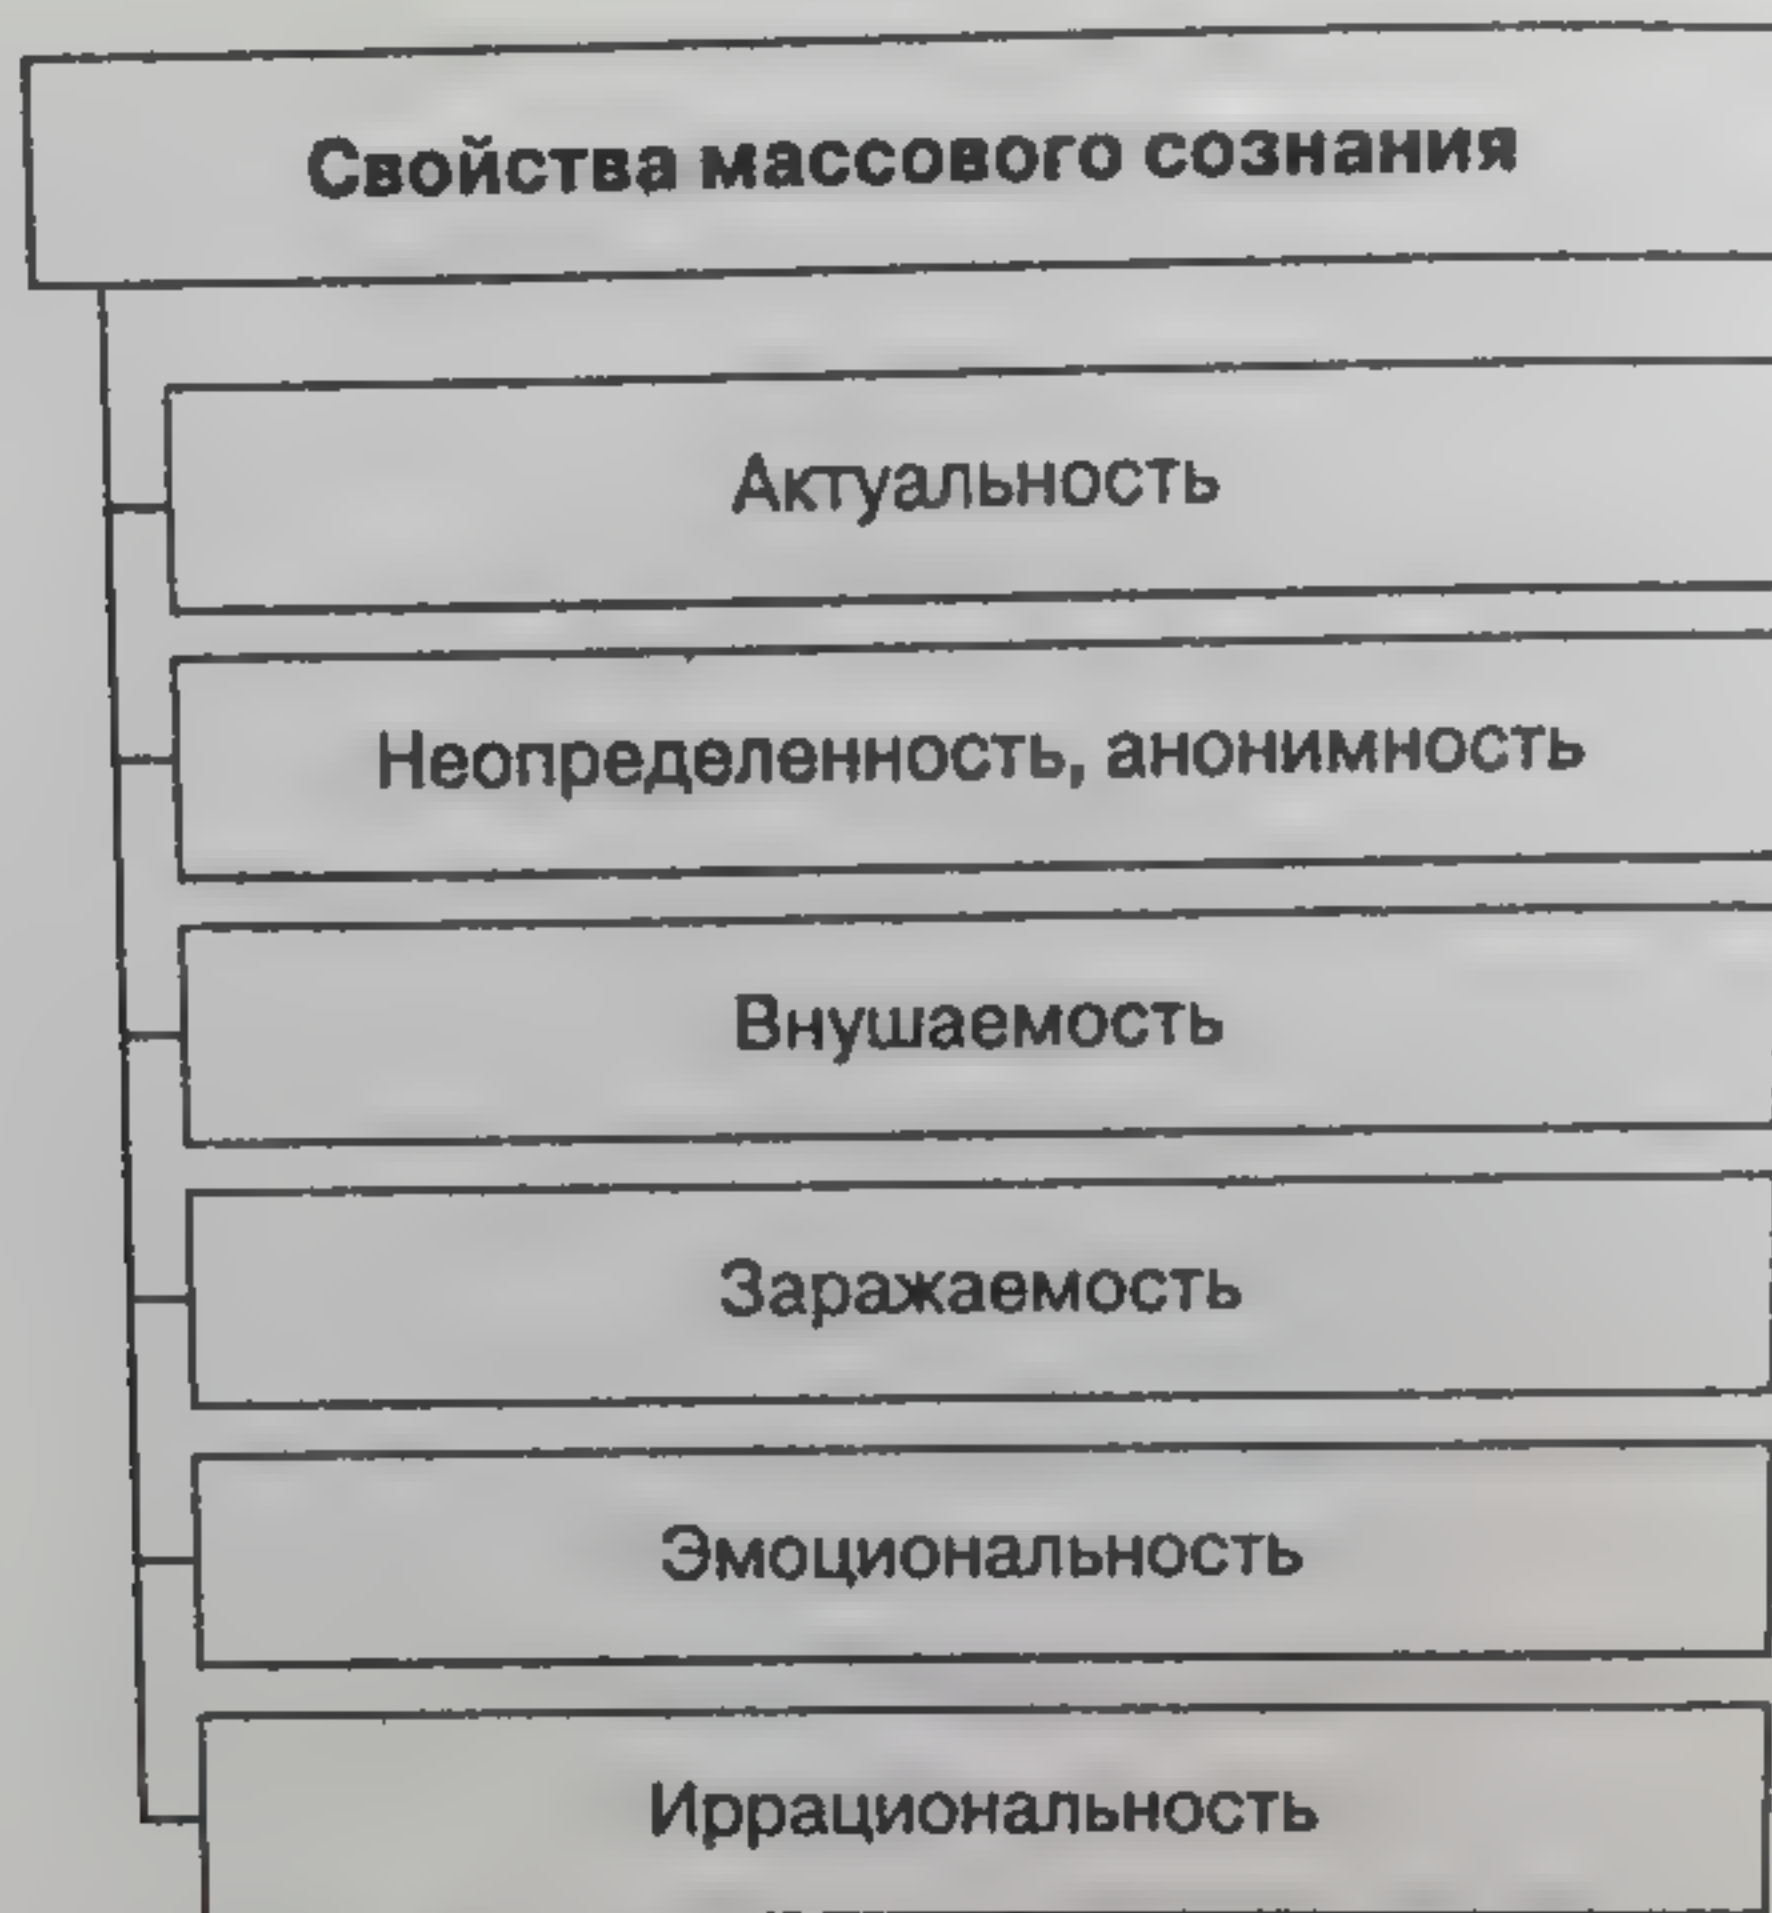 Свойства массового сознания
Актуальность
Неопределенность, анонимность
Внушаемость
Заражаемость
Эмоциональность
Иррациональность